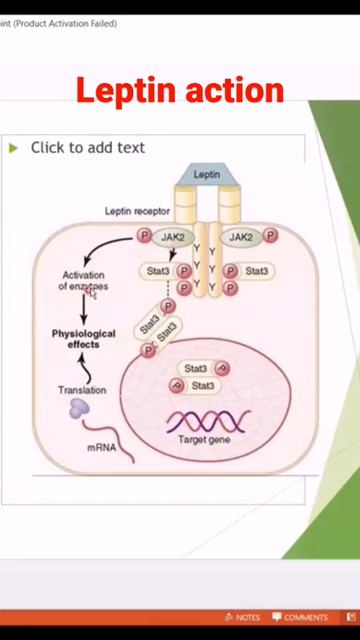 int (Product Activation Failed)
Leptin action
Click to add text
Leptin
Leptin receptor
P JAK2 JAK2 P
Y Y
Stat3 P Y Y P Stat3
P Y Y P
Activation
of enzymes
P
Stat3
Stat3
P
Physiological
effects
Stat3 P
P Stat3
Translation
Target gene
mRNA
NOTES COMMENTS